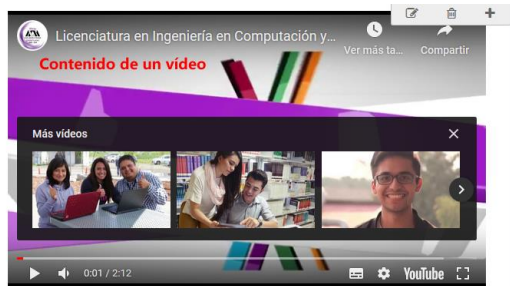 Licenciatura en Ingeniería en Computación y...
Ver más ta...
Compartir
Contenido de un vídeo
Más vídeos
0:01 / 2:12
YouTube